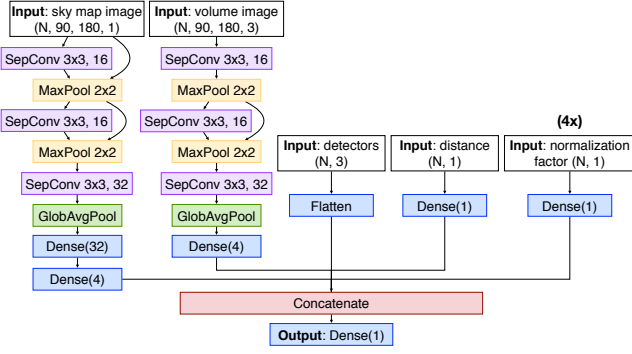 Input: sky map image
(N, 90, 180, 1)
SepConv 3x3, 16
MaxPool 2x2
SepConv 3x3, 16
MaxPool 2x2
SepConv 3x3, 32
GlobAvgPool
Dense(32)
Dense(4)
Input: volume image
(N, 90, 180, 3)
SepConv 3x3, 16
MaxPool 2x2
SepConv 3x3, 16
MaxPool 2x2
SepConv 3x3, 32
GlobAvgPool
Dense(4)
Input: detectors
(N, 3)
Flatten
Input: distance
(N, 1)
Dense(1)
(4x)
Input: normalization
factor (N, 1)
Dense(1)
Concatenate
Output: Dense(1)